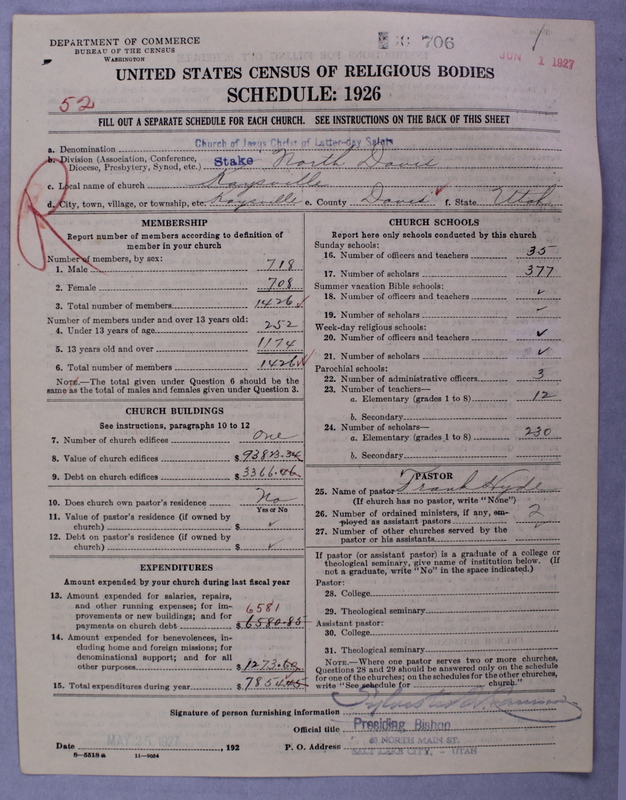 DEPARTMENT OF COMMERCE
BUREAU OF THE CENSUS
WASHINGTON
706
JUN 1 1927
UNITED STATES CENSUS OF RELIGIOUS BODIES
SCHEDULE: 1926
52
FILL OUT A SEPARATE SCHEDULE FOR EACH CHURCH. SEE INSTRUCTIONS ON THE BACK OF THIS SHEET
a. Denomination Church of Jesus Christ of Latter-day Saints
b. Division (Association, Conference, Diocese, Presbytery, Synod, etc.) Stake North Davis
c. Local name of church Kaysville
d. City, town, village, or township, etc. Kaysville e. County Davis f. State Utah
R
MEMBERSHIP
Report number of members according to definition of
member in your church
Number of members, by sex:
1. Male 718
2. Female 708
3. Total number of members 1426 ✓
Number of members under and over 13 years old:
4. Under 13 years of age 252
5. 13 years old and over 1174
6. Total number of members 1426 ✓
NOTE.—The total given under Question 6 should be
same as the total of males and females given under Question 3.
CHURCH BUILDINGS
See instructions, paragraphs 10 to 12
7. Number of church edifices One
8. Value of church edifices $ 93823.34
9. Debt on church edifices $ 3366.46
10. Does church own pastor's residence No
Yes or No
11. Value of pastor's residence (if owned by
church) $ ✓
12. Debt on pastor's residence (if owned by
church) $ ✓
EXPENDITURES
Amount expended by your church during last fiscal year
13. Amount expended for salaries, repairs,
and other running expenses; for im-
provements or new buildings; and for
payments on church debt 6581
$ 6580.85
14. Amount expended for benevolences, in-
cluding home and foreign missions; for
denominational support; and for all
other purposes $ 1273.60
15. Total expenditures during year $ 7854.45
CHURCH SCHOOLS
Report here only schools conducted by this church
Sunday schools:
16. Number of officers and teachers 35
17. Number of scholars 377
Summer vacation Bible schools:
18. Number of officers and teachers ✓
19. Number of scholars ✓
Week-day religious schools:
20. Number of officers and teachers ✓
21. Number of scholars ✓
Parochial schools:
22. Number of administrative officers 3
23. Number of teachers—
a. Elementary (grades 1 to 8) 12
b. Secondary
24. Number of scholars—
a. Elementary (grades 1 to 8) 230
b. Secondary
PASTOR
25. Name of pastor Frank Hyde
(If church has no pastor, write "None")
26. Number of ordained ministers, if any, em-
ployed as assistant pastors 2
27. Number of other churches served by the
pastor or his assistants ✓
If pastor (or assistant pastor) is a graduate of a college or
theological seminary, give name of institution below. (If
not a graduate, write "No" in the space indicated.)
Pastor:
28. College
29. Theological seminary
Assistant pastor:
30. College
31. Theological seminary
NOTE.—Where one pastor serves two or more churches,
Questions 28 and 29 should be answered only on the schedule
for one of the churches; on the schedules for the other churches,
write "See schedule for church."
Signature of person furnishing information Sylvester Q. Cannon
Official title Presiding Bishop
Date MAY 25 1927, 192 P. O. Address 40 NORTH MAIN ST.
SALT LAKE CITY, - UTAH
8—5518 a 11—9034